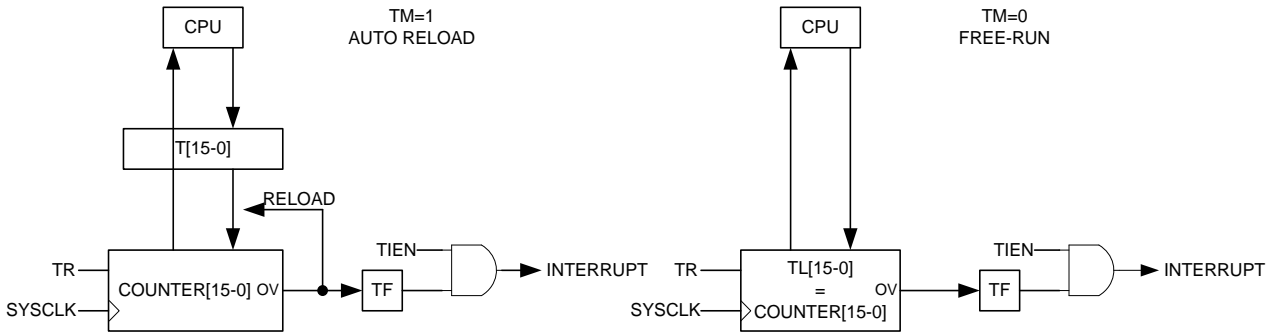 CPU
TM=1
AUTO RELOAD
T[15-0]
RELOAD
TR
SYSCLK
COUNTER[15-0]
OV
TF
TIEN
INTERRUPT
CPU
TM=0
FREE-RUN
TR
SYSCLK
TL[15-0]
=
COUNTER[15-0]
OV
TF
TIEN
INTERRUPT